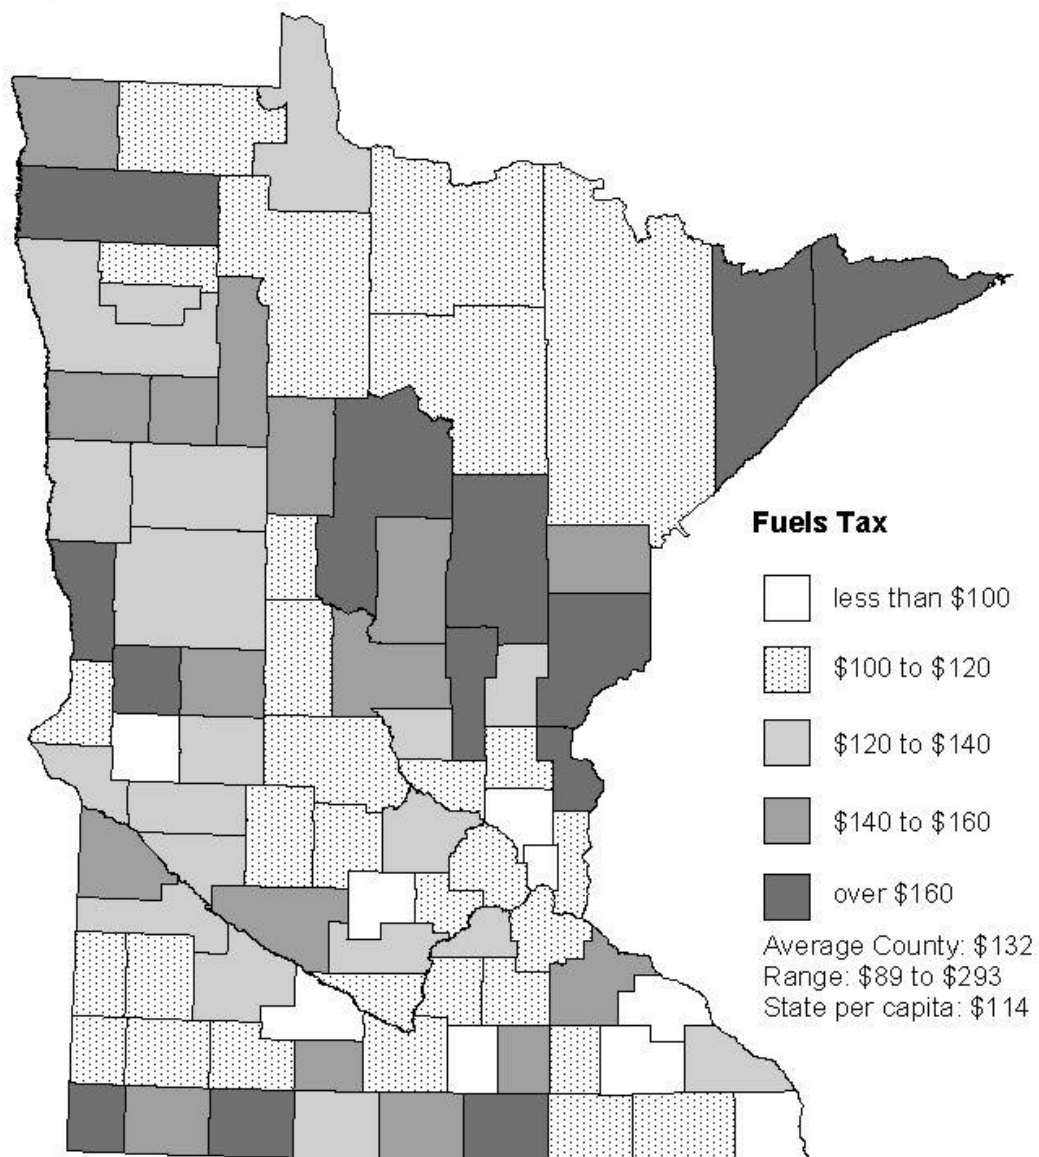 Fuels Tax
less than $100
$100 to $120
$120 to $140
$140 to $160
over $160
Average County: $132
Range: $89 to $293
State per capita: $114